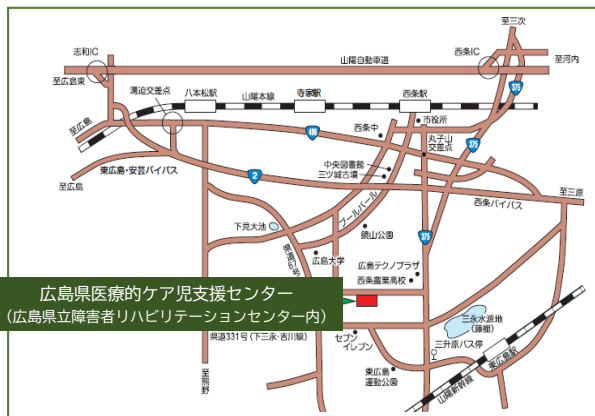 至三次
志和IC
西条IC
山陽自動車道
至広島東
至河内
375
溝迫交差点
八本松駅
山陽本線
寺家駅
西条駅
市役所
至広島
486
西条中
丸子山
交差点
375
中央図書館
三ツ城古墳
東広島・安芸バイパス
2
至広島
西条バイパス
至三原
ブールバール
下見大池
鏡山公園
375
県道67号
広島大学
広島テクノプラザ
西条農業高校
広島県医療的ケア児支援センター
(広島県立障害者リハビリテーションセンター内)
三永水源地
(藤棚)
県道331号(下三永・吉川線)
セブン
イレブン
三升原バス停
東広島駅
至熊野
東広島
運動公園
山陽新幹線